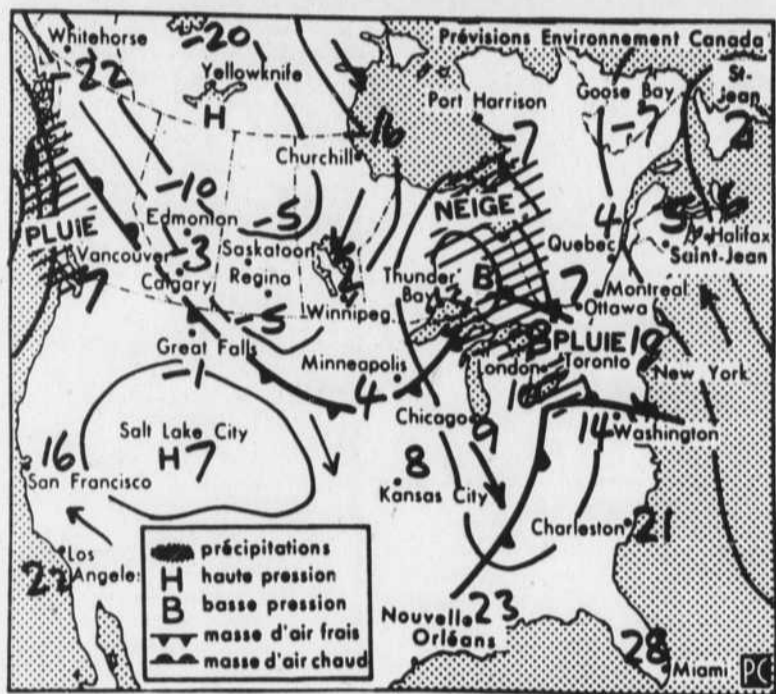 Whitehorse
-20
Prévisions Environnement Canada
-22
Yellowknife
Goose Bay
St-
jean
H
Port Harrison
2
-16
-7
-7
Churchill
-10
-5
NEIGE
6
Edmonton
4
5
Halifax
PLUIE
-3
Saskatoon
Quebec
Saint-Jean
Vancouver
Thunder
Bay
B
Calgary
Regina
7
Montreal
7
Winnipeg
Ottawa
-5
Great Falls
8
PLUIE
-1
Minneapolis
London
Toronto
New York
4
Chicago
14
Washington
Salt Lake City
9
16
H 7
8
San Francisco
Kansas City
Charleston
21
Los
Angeles
précipitations
H haute pression
B basse pression
masse d'air frais
masse d'air chaud
Nouvelle
Orléans
23
28
Miami
PC